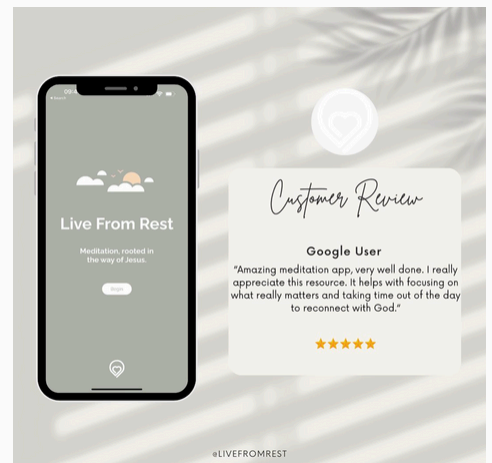 Live From Rest
Meditation, rooted in
the way of Jesus.
Customer Review
Google User
"Amazing meditation app, very well done. I really
appreciate this resource. It helps with focusing on
what really matters and taking time out of the day
to reconnect with God."
@LIVEFROMREST